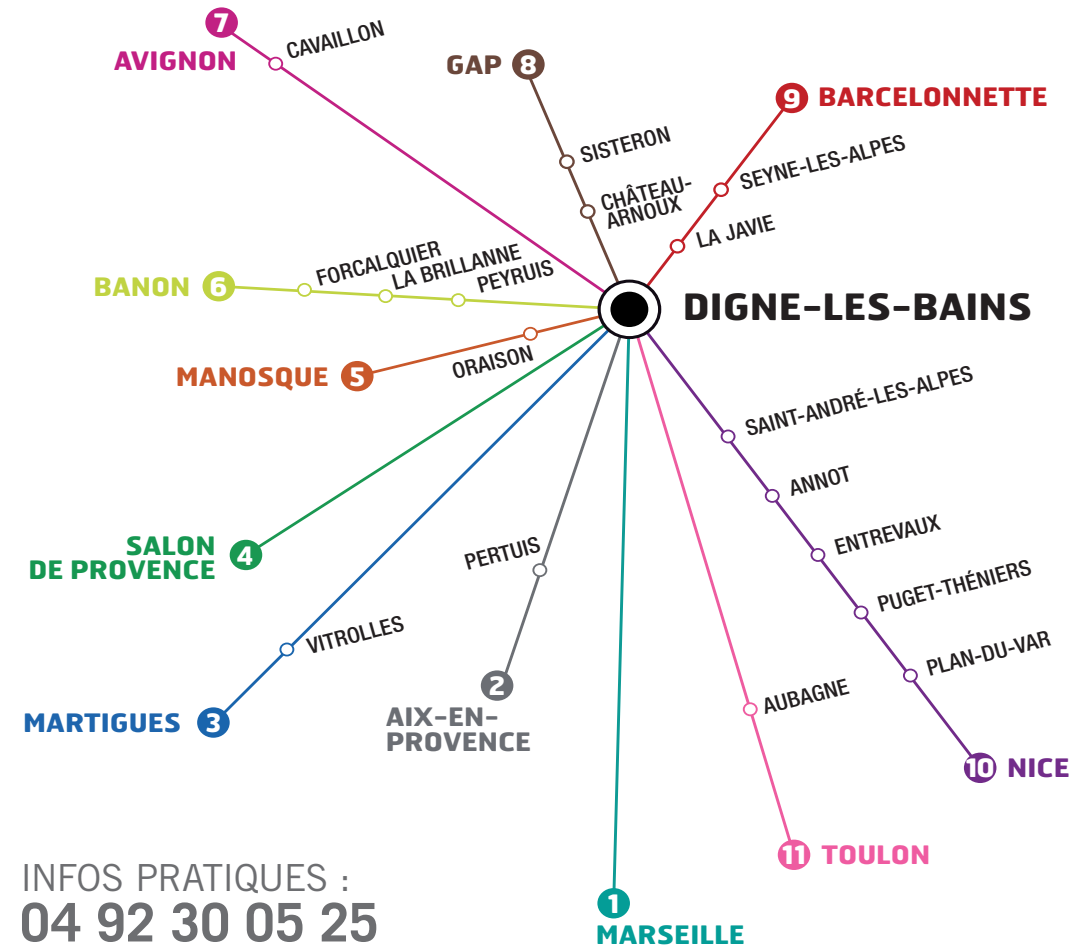 7
AVIGNON
CAVAILLON
GAP 8
SISTERON
CHÂTEAU-
ARNOUX
9 BARCELONNETTE
SEYNE-LES-ALPES
LA JAVIE
BANON 6
FORCALQUIER
LA BRILLANNE
PEYRUIS
DIGNE-LES-BAINS
MANOSQUE 5
ORAISON
SAINT-ANDRÉ-LES-ALPES
ANNOT
ENTREVAUX
PUGET-THÉNIERS
PLAN-DU-VAR
10 NICE
SALON
DE PROVENCE 4
PERTUIS
2
AIX-EN-
PROVENCE
VITROLLES
MARTIGUES 3
AUBAGNE
11 TOULON
1
MARSEILLE
INFOS PRATIQUES :
04 92 30 05 25